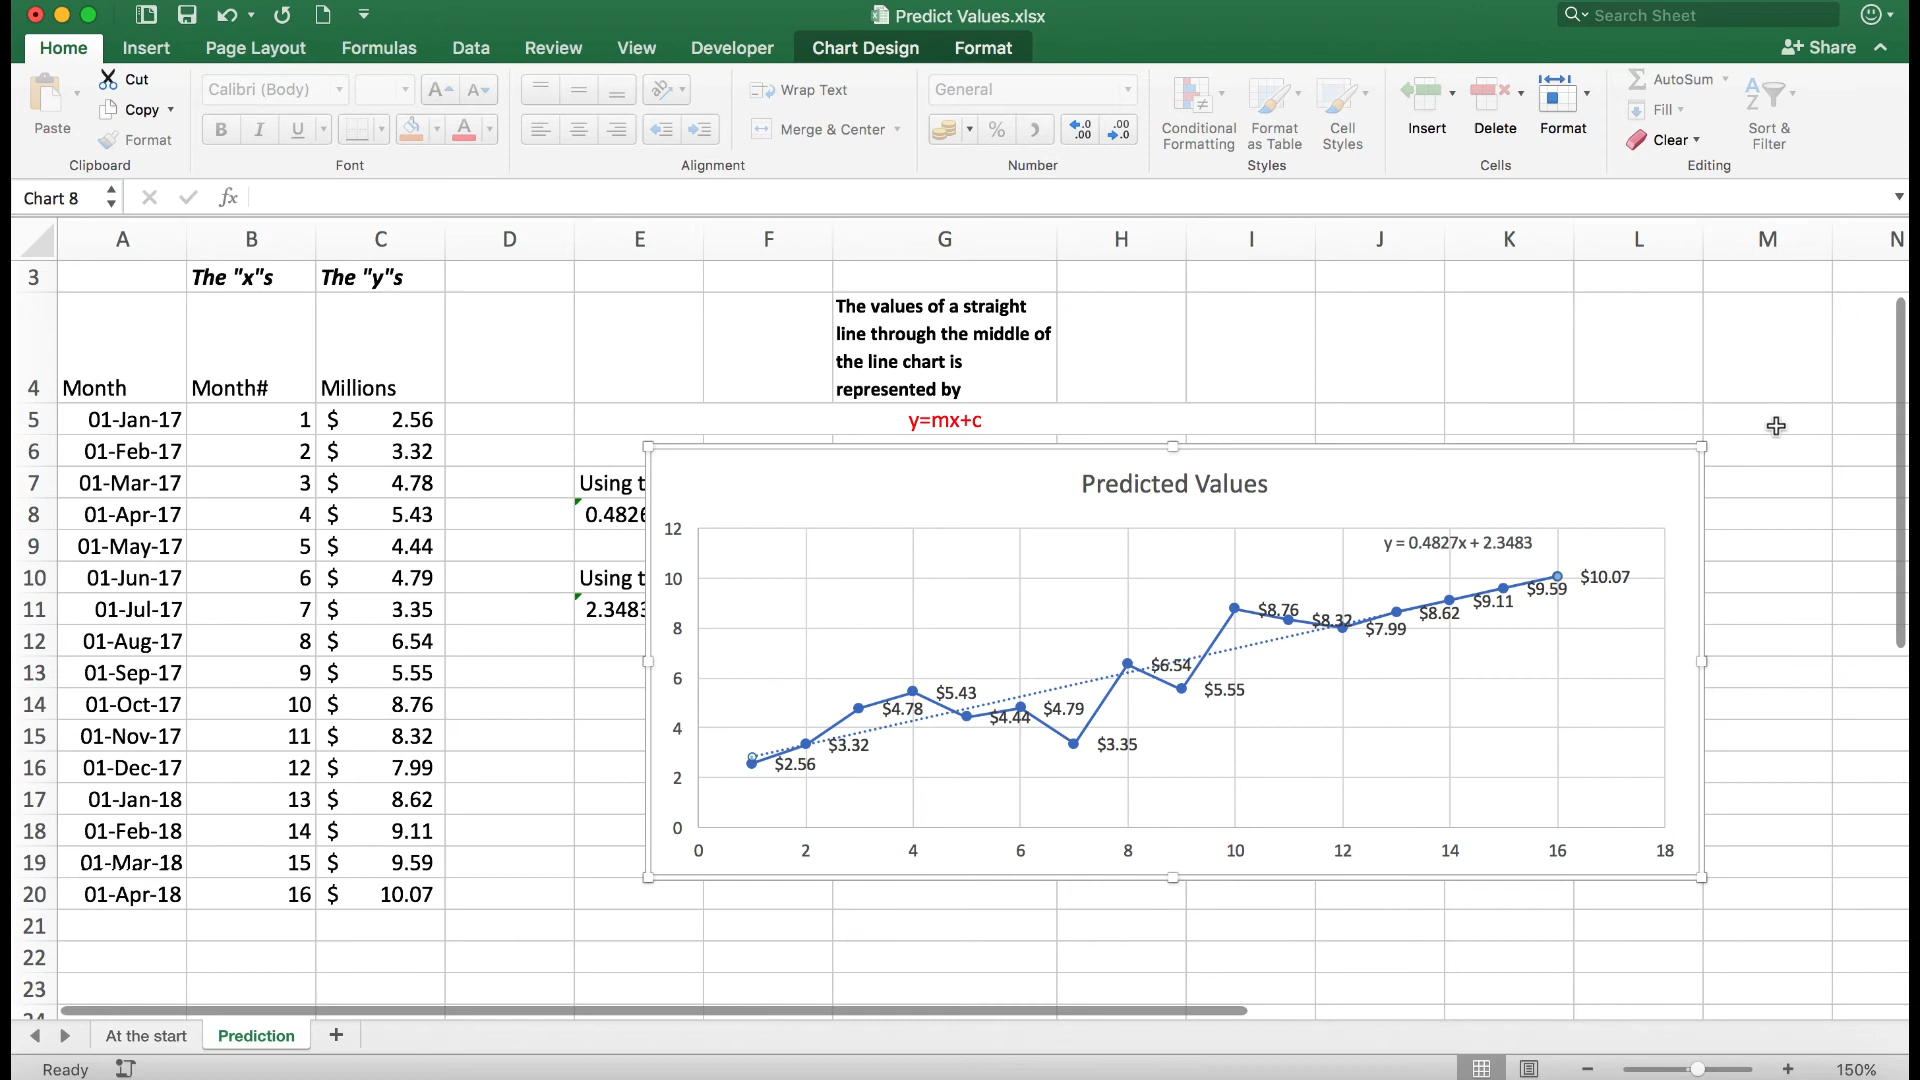 Predict Values.xlsx
Search Sheet
Home Insert Page Layout Formulas Data Review View Developer Chart Design Format Share
Paste Cut Copy Format Clipboard
Calibri (Body) A A B I U A Font
Wrap Text Merge & Center Alignment
General % .0 .00 .00 .0 Number
Conditional Formatting Format as Table Cell Styles Styles
Insert Delete Format Cells
AutoSum Fill Clear Sort & Filter Editing
Chart 8 fx
A B C D E F G H I J K L M N
3 The "x"s The "y"s
The values of a straight
line through the middle of
the line chart is
represented by
4 Month Month# Millions
5 01-Jan-17 1 $ 2.56 y=mx+c
6 01-Feb-17 2 $ 3.32
7 01-Mar-17 3 $ 4.78 Using t
8 01-Apr-17 4 $ 5.43 0.4826
9 01-May-17 5 $ 4.44
10 01-Jun-17 6 $ 4.79 Using t
11 01-Jul-17 7 $ 3.35 2.3483
12 01-Aug-17 8 $ 6.54
13 01-Sep-17 9 $ 5.55
14 01-Oct-17 10 $ 8.76
15 01-Nov-17 11 $ 8.32
16 01-Dec-17 12 $ 7.99
17 01-Jan-18 13 $ 8.62
18 01-Feb-18 14 $ 9.11
19 01-Mar-18 15 $ 9.59
20 01-Apr-18 16 $ 10.07
21
22
23
24
Predicted Values
y = 0.4827x + 2.3483
12
10
8
6
4
2
0
$2.56 $3.32 $4.78 $5.43 $4.44 $4.79 $3.35 $6.54 $5.55 $8.76 $8.32 $7.99 $8.62 $9.11 $9.59 $10.07
0 2 4 6 8 10 12 14 16 18
At the start Prediction +
Ready 150%